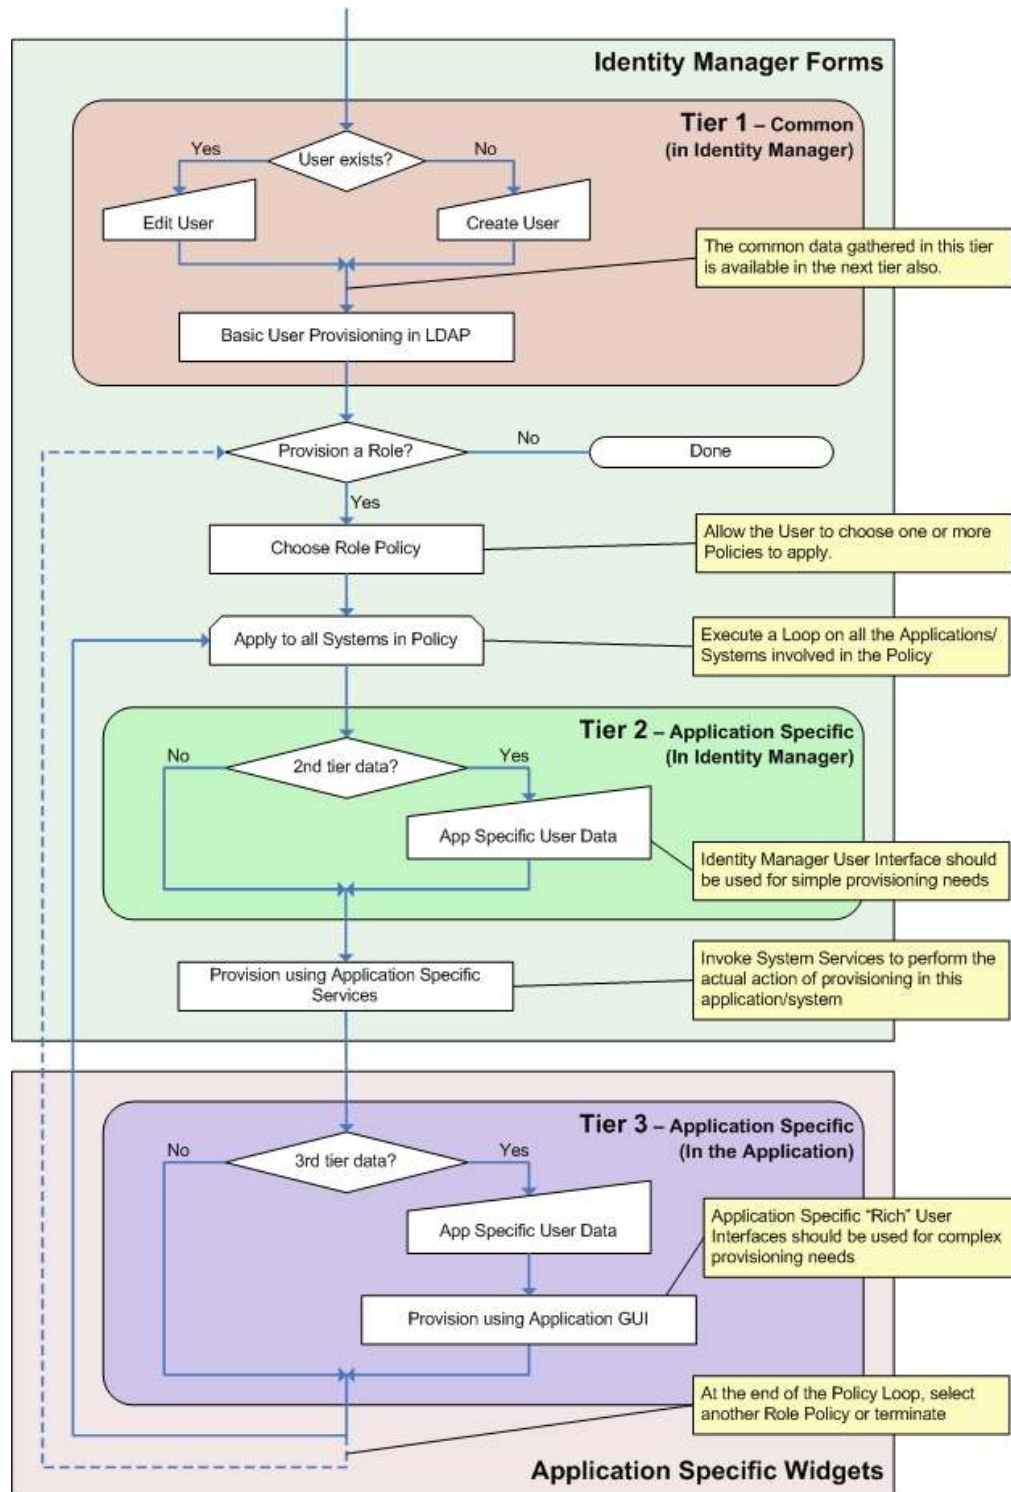 Identity Manager Forms
Tier 1 – Common
(in Identity Manager)
User exists?
Yes
No
Edit User
Create User
The common data gathered in this tier
is available in the next tier also.
Basic User Provisioning in LDAP
Provision a Role?
No
Done
Yes
Choose Role Policy
Allow the User to choose one or more
Policies to apply.
Apply to all Systems in Policy
Execute a Loop on all the Applications/
Systems involved in the Policy
Tier 2 – Application Specific
(In Identity Manager)
No
2nd tier data?
Yes
App Specific User Data
Identity Manager User Interface should
be used for simple provisioning needs
Provision using Application Specific
Services
Invoke System Services to perform the
actual action of provisioning in this
application/system
Tier 3 – Application Specific
(In the Application)
No
3rd tier data?
Yes
App Specific User Data
Application Specific “Rich” User
Interfaces should be used for complex
provisioning needs
Provision using Application GUI
At the end of the Policy Loop, select
another Role Policy or terminate
Application Specific Widgets